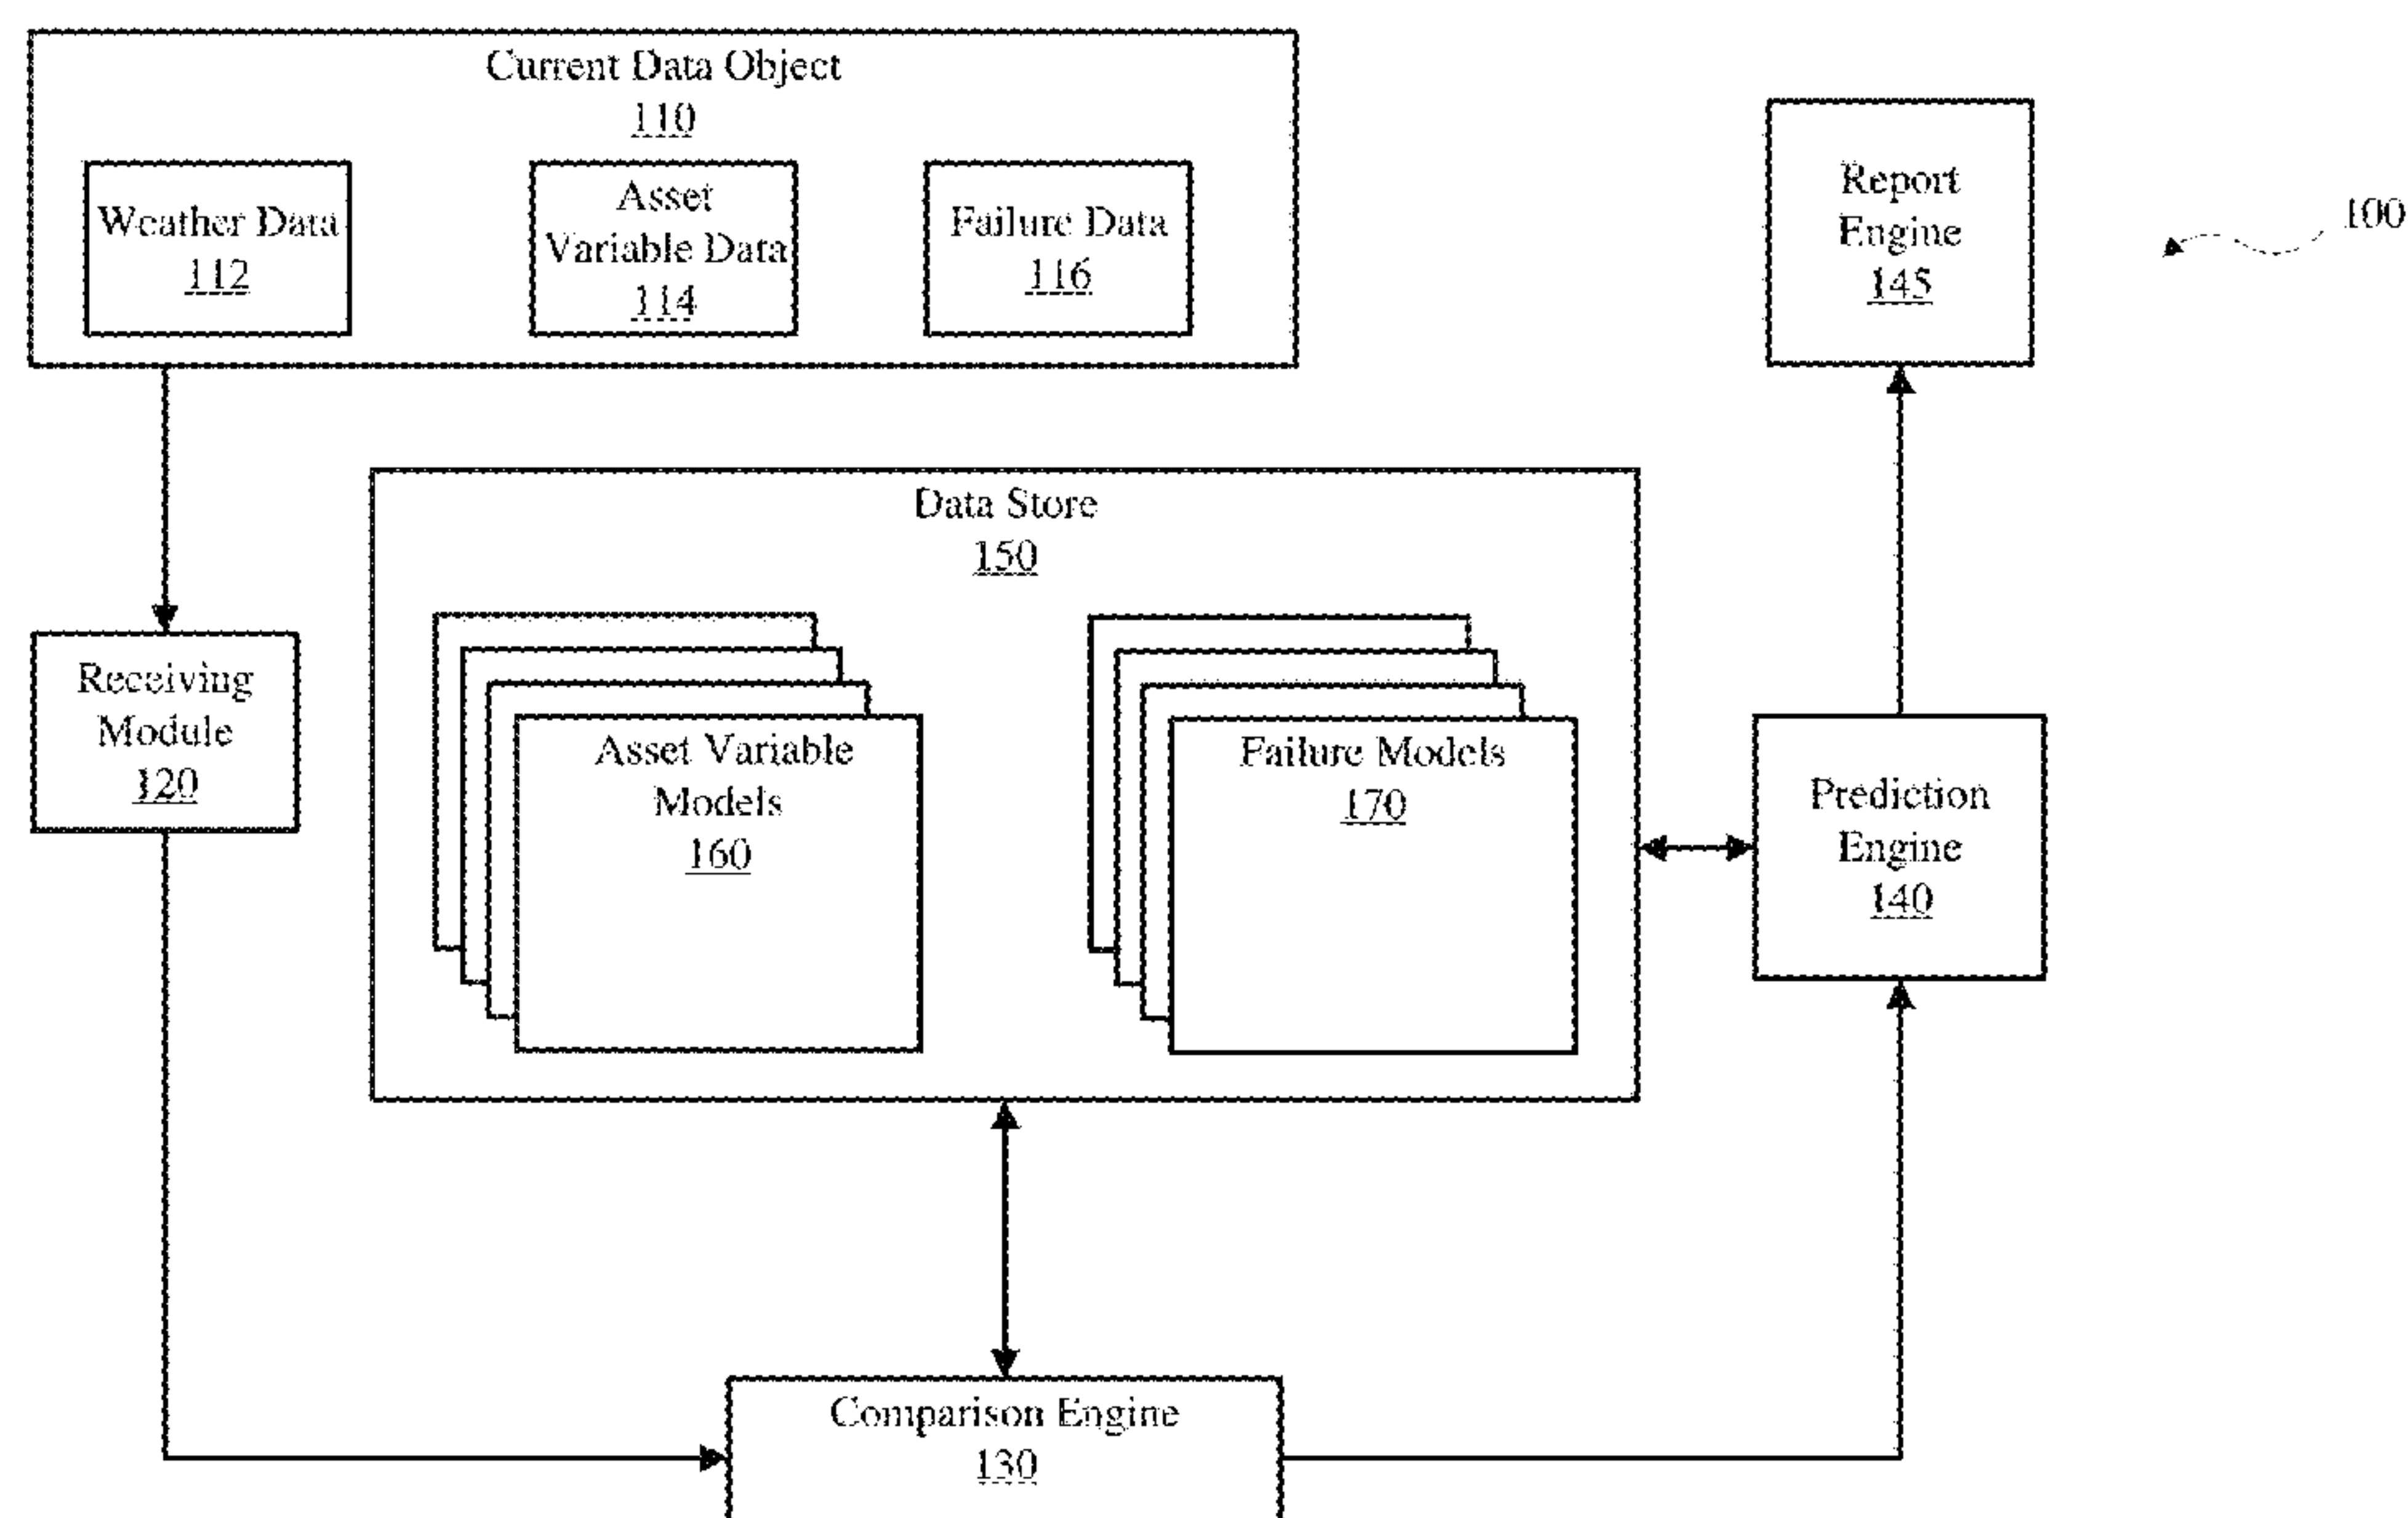 Current Data Object
110
Weather Data
112
Asset
Variable Data
114
Failure Data
116
Report
Engine
145
100
Data Store
150
Receiving
Module
120
Asset Variable
Models
160
Failure Models
170
Prediction
Engine
140
Comparison Engine
130